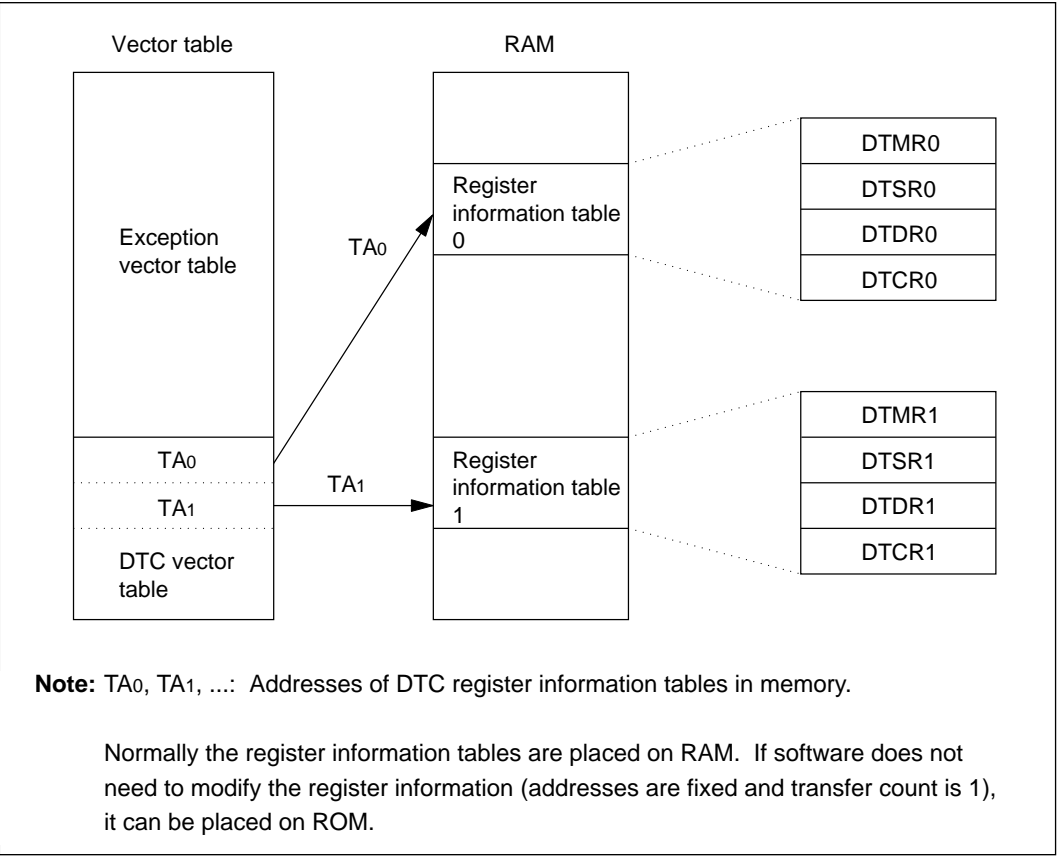 Vector table
RAM
Exception
vector table
TA0
TA1
DTC vector
table
TA0
TA1
Register
information table
0
Register
information table
1
DTMR0
DTSR0
DTDR0
DTCR0
DTMR1
DTSR1
DTDR1
DTCR1
Note: TA0, TA1, ...: Addresses of DTC register information tables in memory.
Normally the register information tables are placed on RAM. If software does not
need to modify the register information (addresses are fixed and transfer count is 1),
it can be placed on ROM.